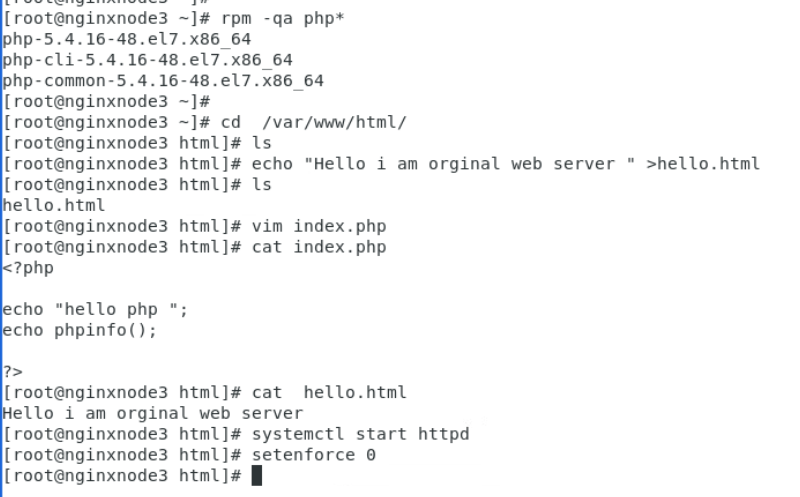 [root@nginxnode3 ~]# rpm -qa php*
php-5.4.16-48.el7.x86_64
php-cli-5.4.16-48.el7.x86_64
php-common-5.4.16-48.el7.x86_64
[root@nginxnode3 ~]#
[root@nginxnode3 ~]# cd  /var/www/html/
[root@nginxnode3 html]# ls
[root@nginxnode3 html]# echo "Hello i am orginal web server " >hello.html
[root@nginxnode3 html]# ls
hello.html
[root@nginxnode3 html]# vim index.php
[root@nginxnode3 html]# cat index.php
<?php

echo "hello php ";
echo phpinfo();

?>
[root@nginxnode3 html]# cat  hello.html
Hello i am orginal web server
[root@nginxnode3 html]# systemctl start httpd
[root@nginxnode3 html]# setenforce 0
[root@nginxnode3 html]#